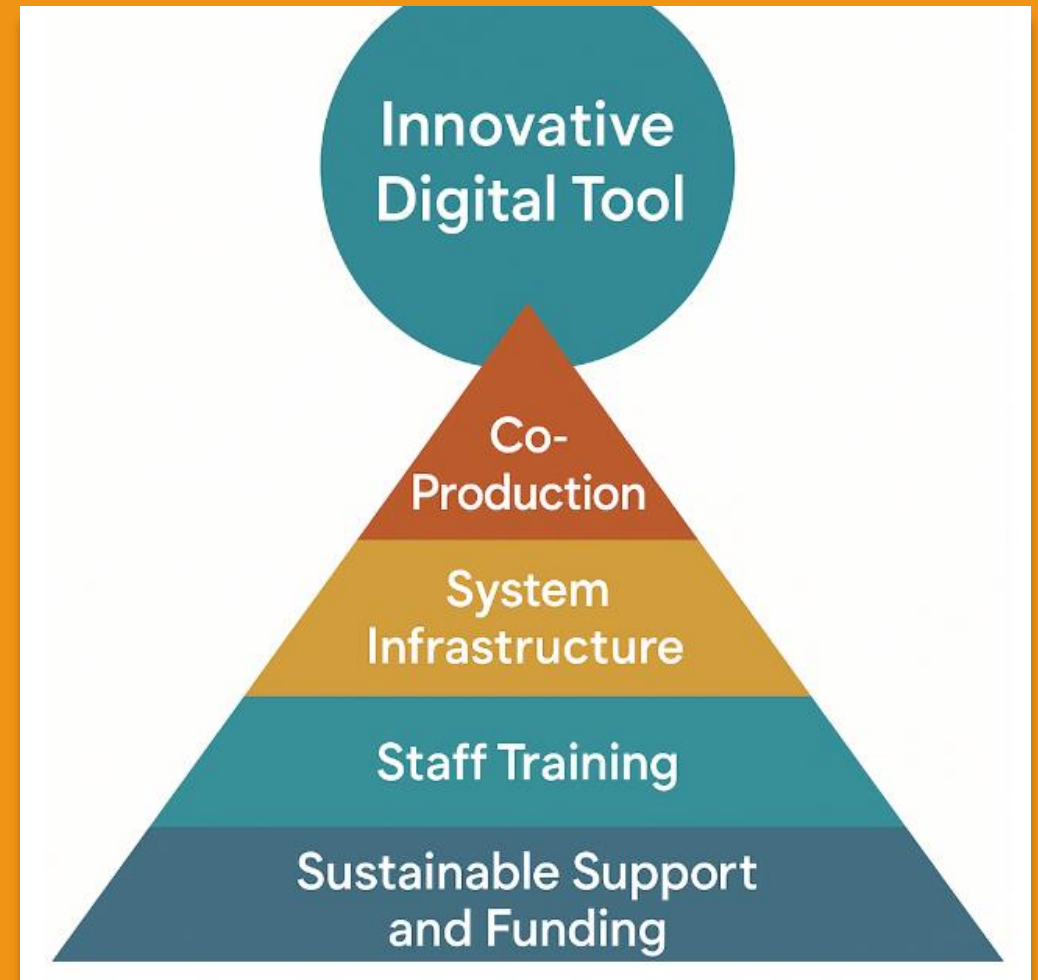 Innovative
Digital Tool
Co-
Production
System
Infrastructure
Staff Training
Sustainable Support
and Funding